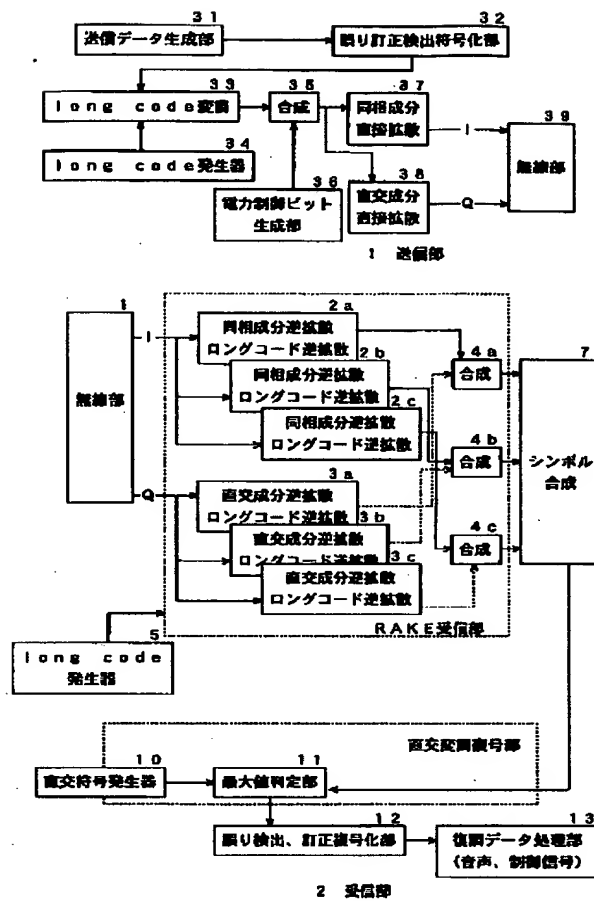 31
送信データ生成部
32
誤り訂正検出符号化部
33
long code変調
35
合成
37
同相成分
直接拡散
I
39
無線部
34
long code発生器
36
電力制御ビット
生成部
38
直交成分
直接拡散
Q
1 送信部
1
無線部
I
Q
2a
同相成分逆拡散
ロングコード逆拡散
2b
同相成分逆拡散
ロングコード逆拡散
2c
同相成分逆拡散
ロングコード逆拡散
3a
直交成分逆拡散
ロングコード逆拡散
3b
直交成分逆拡散
ロングコード逆拡散
3c
直交成分逆拡散
ロングコード逆拡散
4a
合成
4b
合成
4c
合成
7
シンボル
合成
RAKE受信部
5
long code
発生器
直交変調復号部
10
直交符号発生器
11
最大値判定部
12
誤り検出、訂正復号化部
13
復調データ処理部
(音声、制御信号)
2 受信部